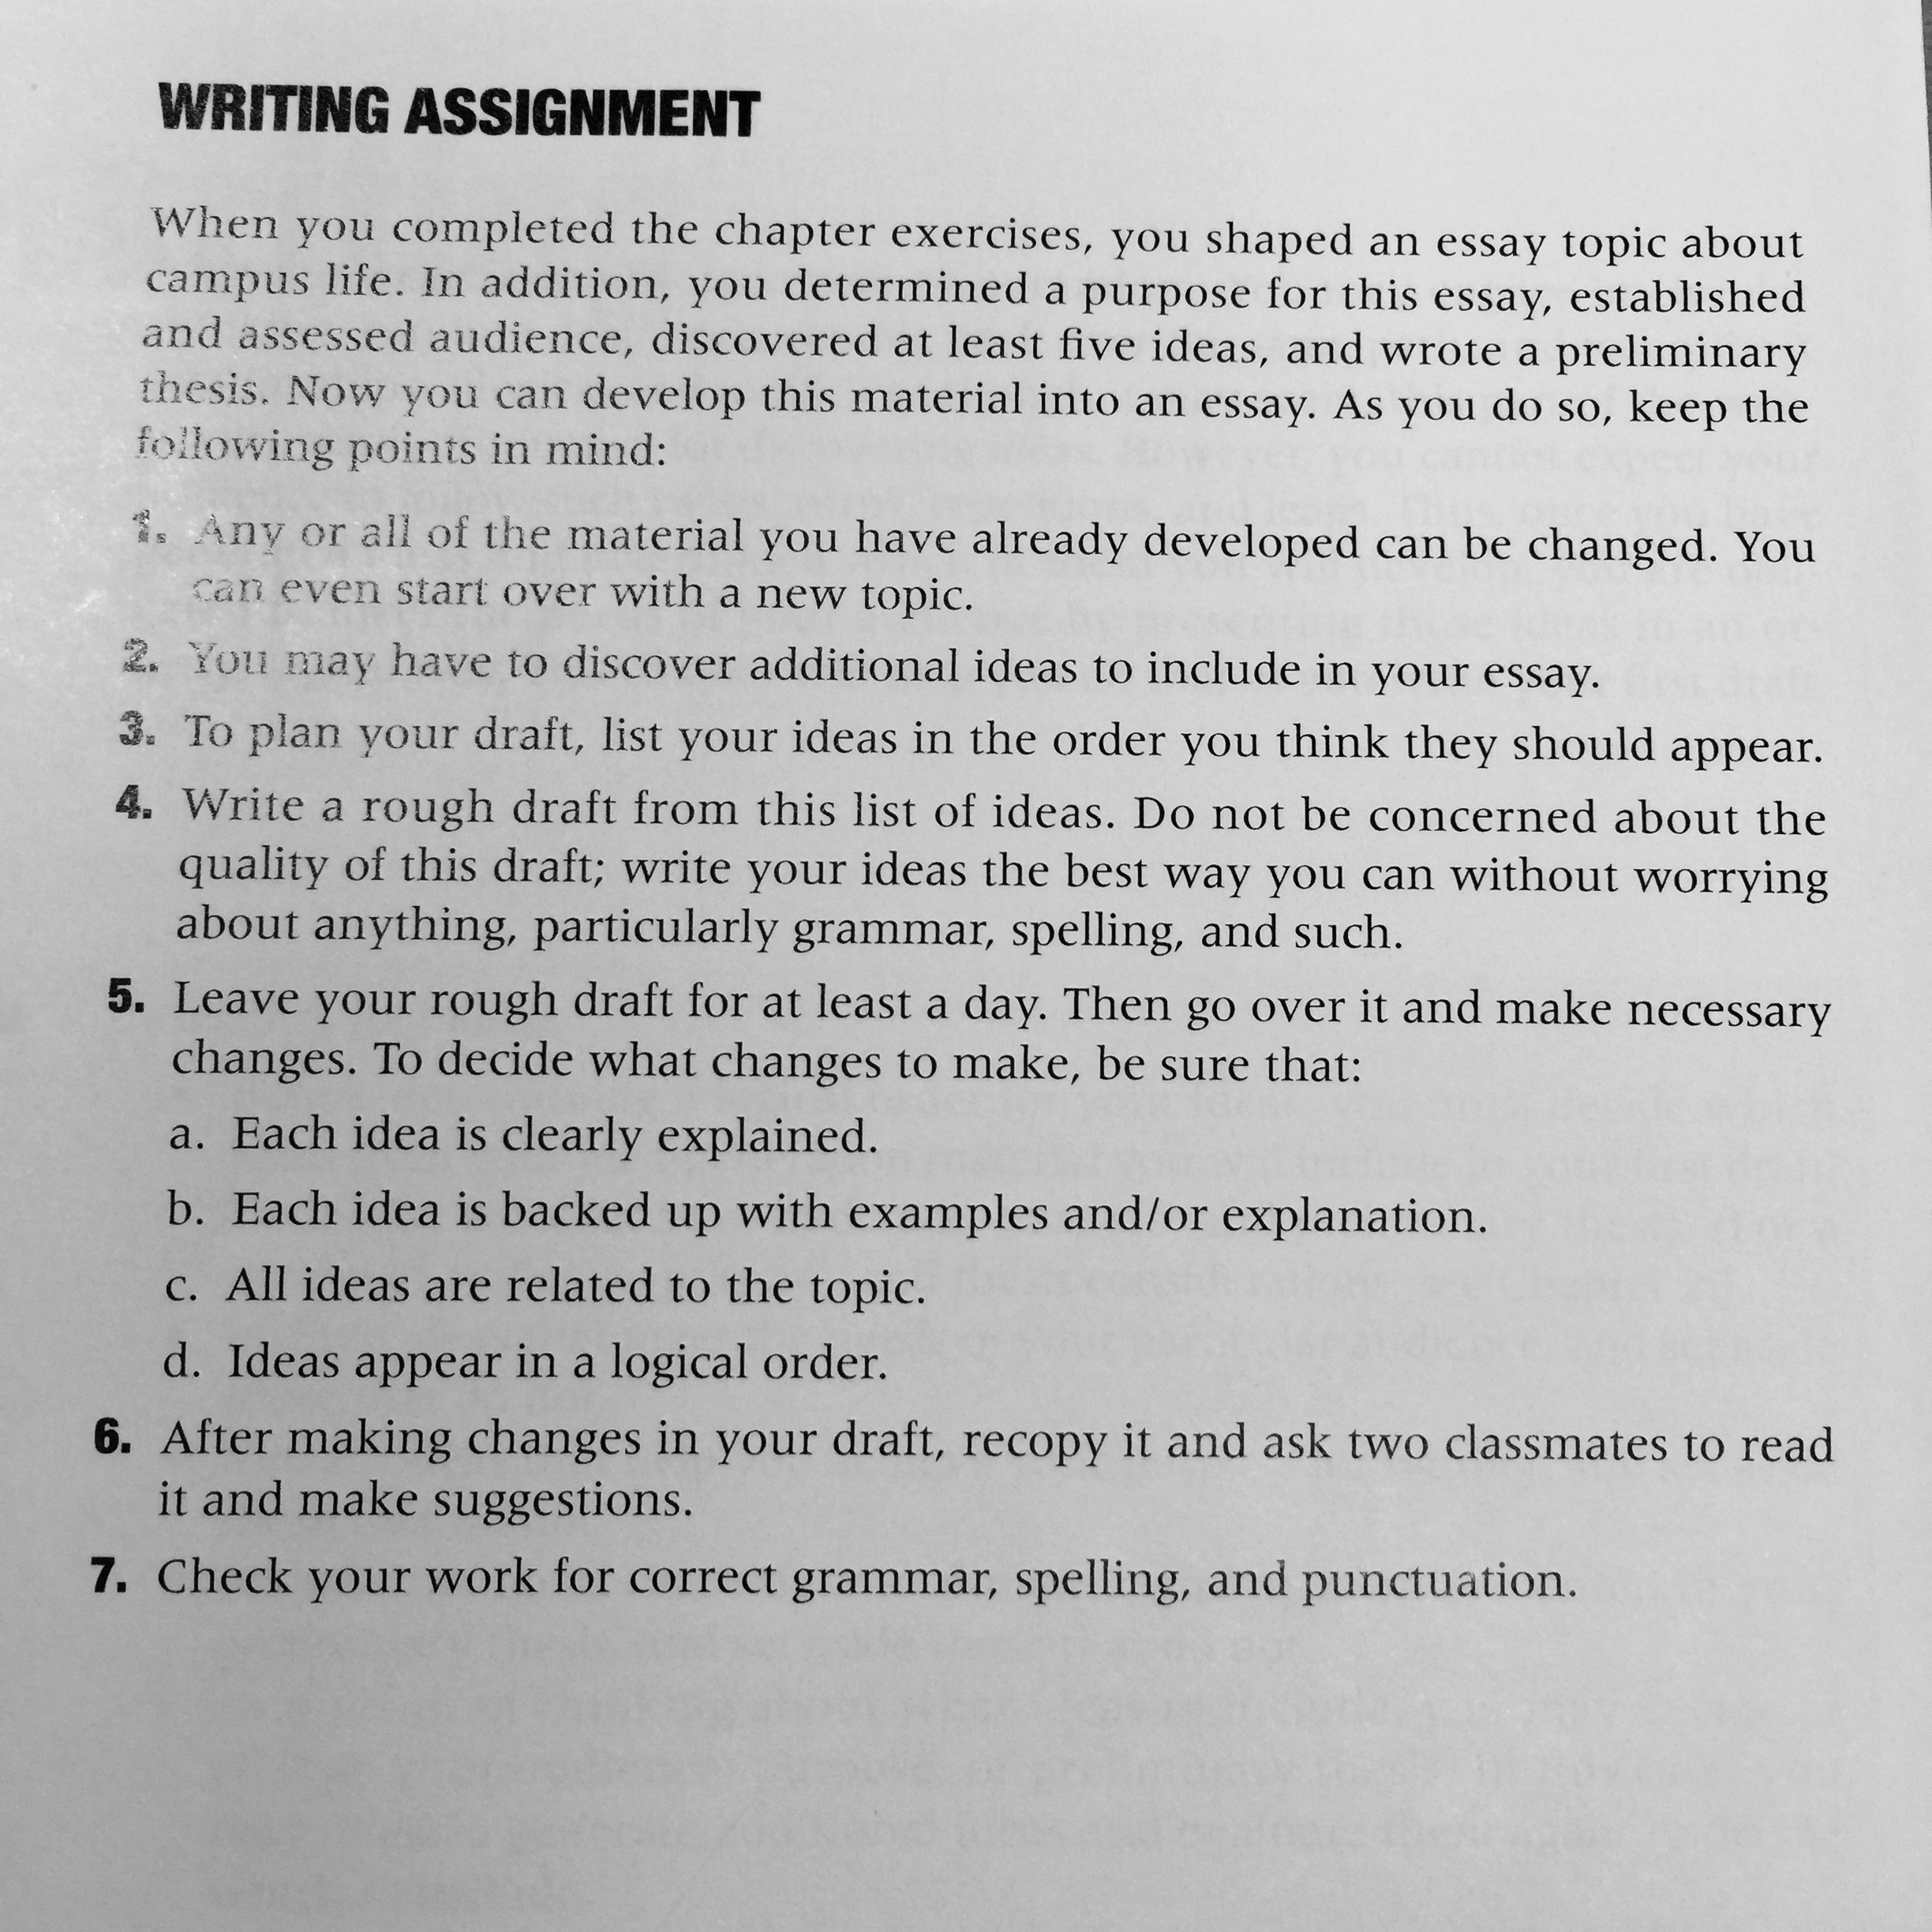 WRITING ASSIGNMENT
When you completed the chapter exercises, you shaped an essay topic about
campus life. In addition, you determined a purpose for this essay, established
and assessed audience, discovered at least five ideas, and wrote a preliminary
thesis. Now you can develop this material into an essay. As you do so, keep the
following points in mind:
1. Any or all of the material you have already developed can be changed. You
can even start over with a new topic.
2. You may have to discover additional ideas to include in your essay.
3. To plan your draft, list your ideas in the order you think they should appear.
4. Write a rough draft from this list of ideas. Do not be concerned about the
quality of this draft; write your ideas the best way you can without worrying
about anything, particularly grammar, spelling, and such.
5. Leave your rough draft for at least a day. Then go over it and make necessary
changes. To decide what changes to make, be sure that:
a. Each idea is clearly explained.
b. Each idea is backed up with examples and/or explanation.
c. All ideas are related to the topic.
d. Ideas appear in a logical order.
6. After making changes in your draft, recopy it and ask two classmates to read
it and make suggestions.
7. Check your work for correct grammar, spelling, and punctuation.